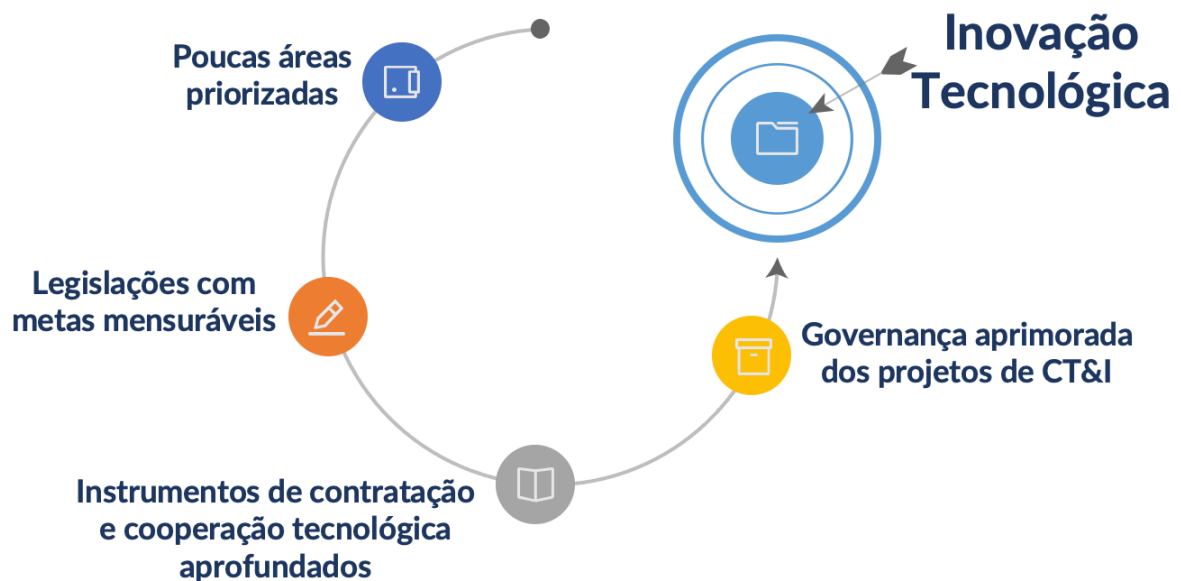 Poucas áreas
priorizadas
Inovação
Tecnológica
Legislações com
metas mensuráveis
Governança aprimorada
dos projetos de CT&I
Instrumentos de contratação
e cooperação tecnológica
aprofundados